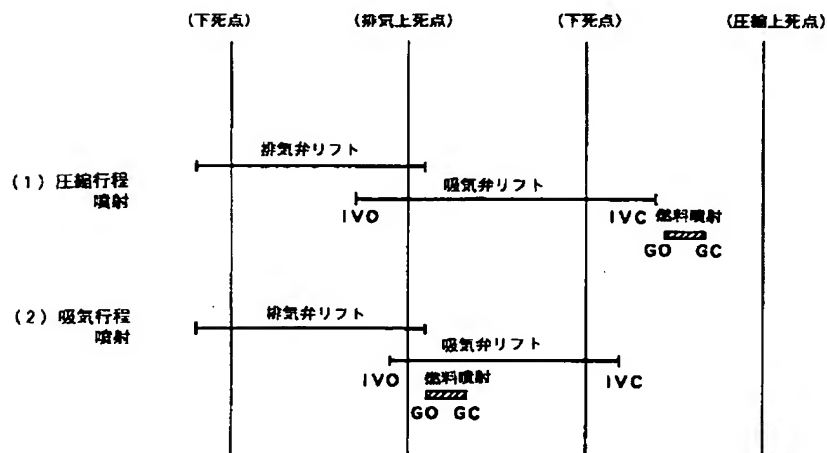 (下死点) (排気上死点) (下死点) (圧縮上死点)
排気弁リフト
(1) 圧縮行程
噴射
吸気弁リフト
IVO IVC 燃料噴射
GO GC
(2) 吸気行程
噴射
排気弁リフト
吸気弁リフト
IVO 燃料噴射 IVC
GO GC